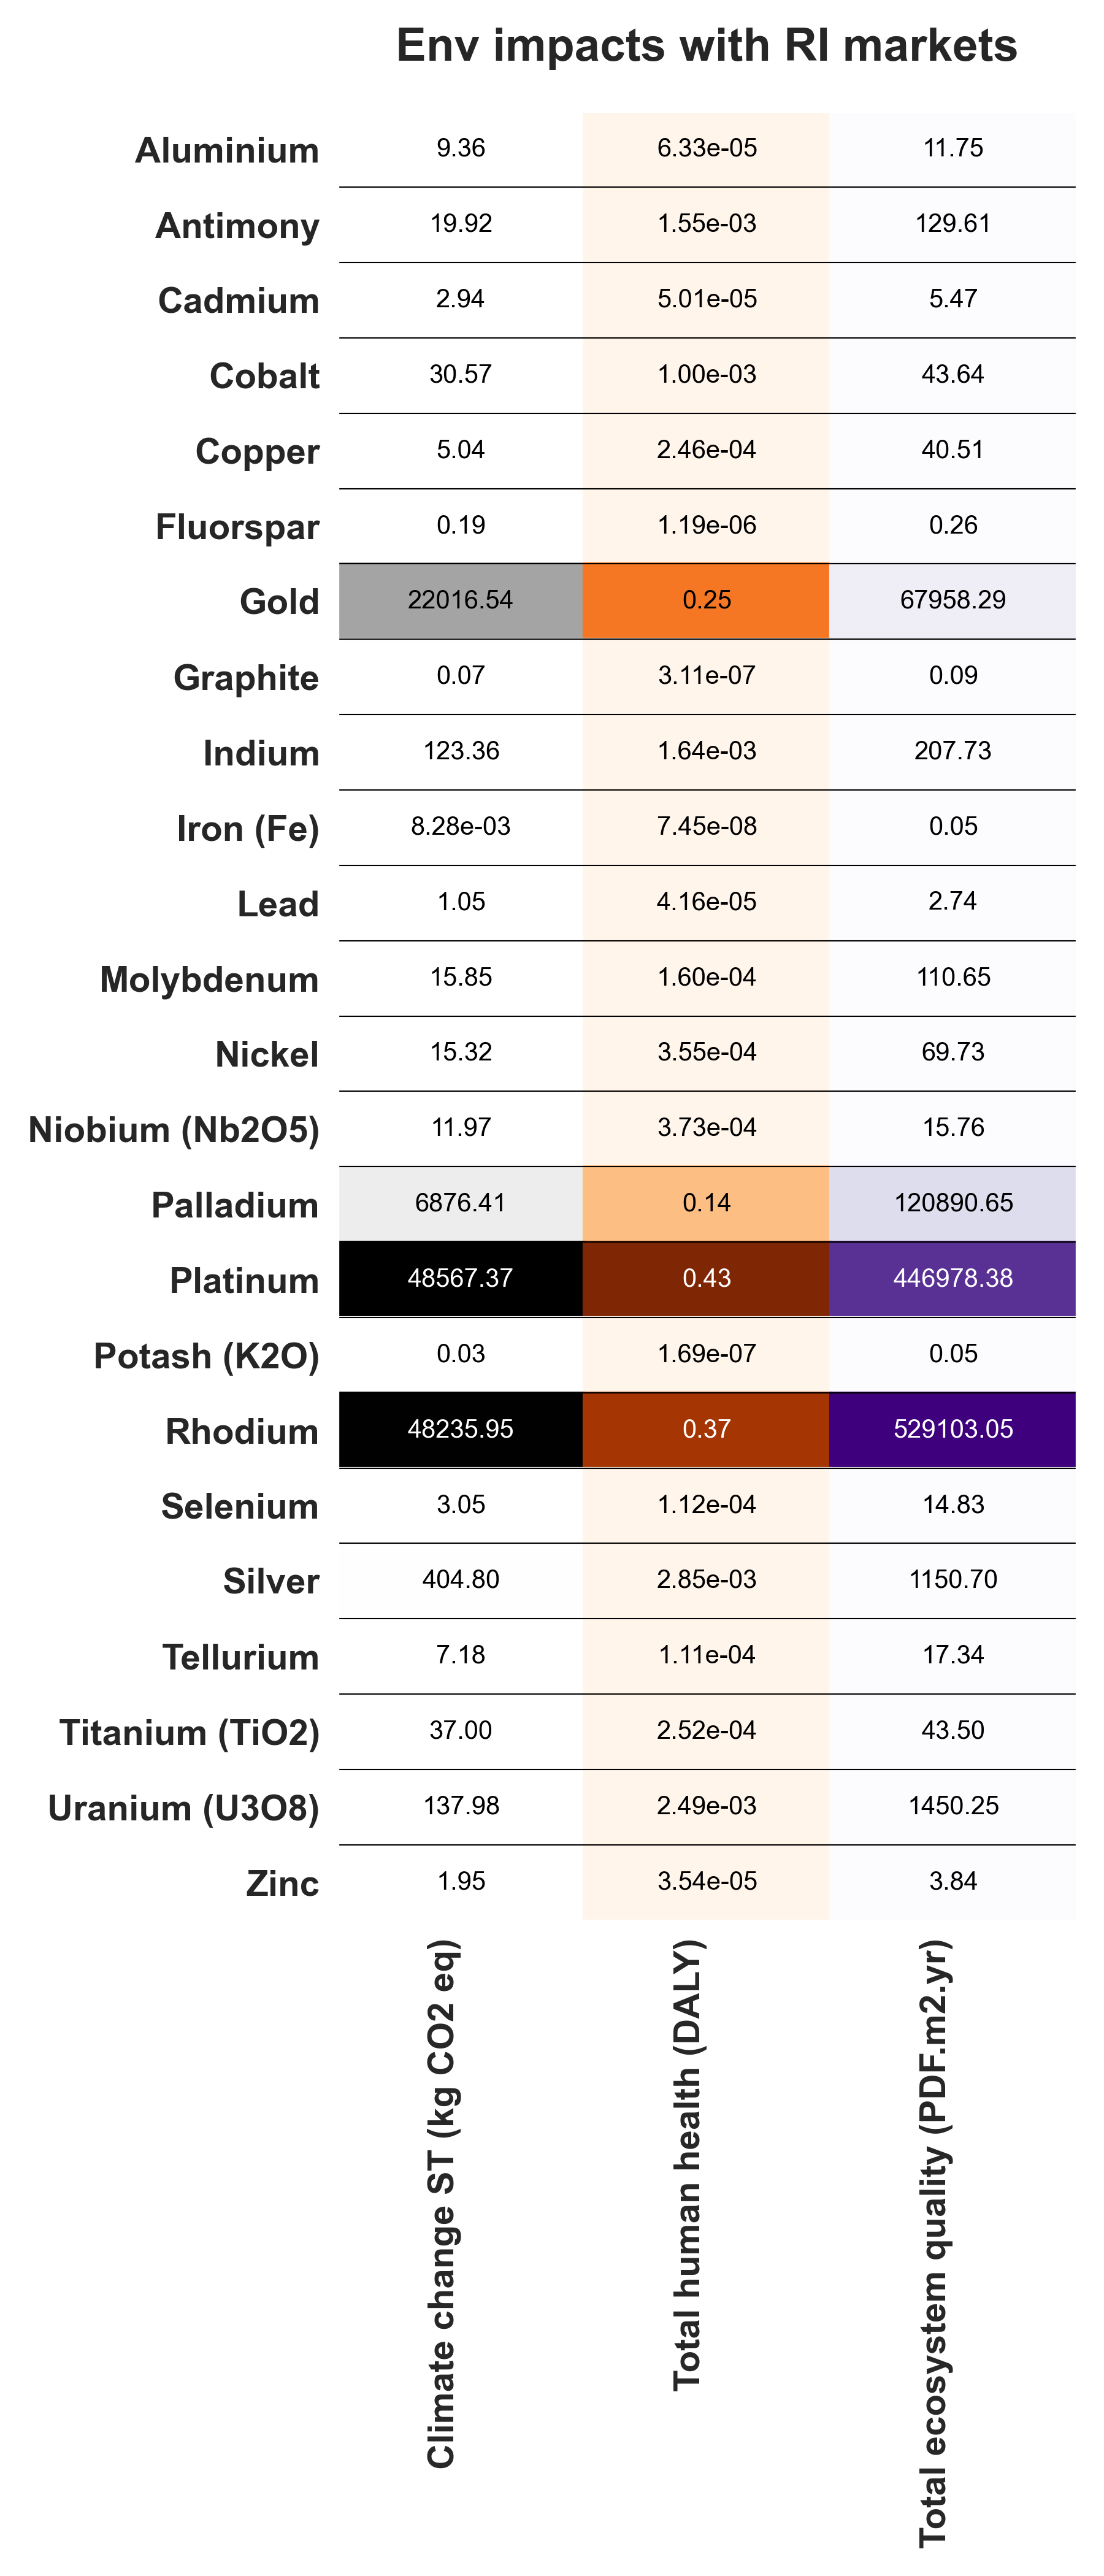 Env impacts with RI markets
Aluminium 9.36 6.33e-05 11.75
Antimony 19.92 1.55e-03 129.61
Cadmium 2.94 5.01e-05 5.47
Cobalt 30.57 1.00e-03 43.64
Copper 5.04 2.46e-04 40.51
Fluorspar 0.19 1.19e-06 0.26
Gold 22016.54 0.25 67958.29
Graphite 0.07 3.11e-07 0.09
Indium 123.36 1.64e-03 207.73
Iron (Fe) 8.28e-03 7.45e-08 0.05
Lead 1.05 4.16e-05 2.74
Molybdenum 15.85 1.60e-04 110.65
Nickel 15.32 3.55e-04 69.73
Niobium (Nb2O5) 11.97 3.73e-04 15.76
Palladium 6876.41 0.14 120890.65
Platinum 48567.37 0.43 446978.38
Potash (K2O) 0.03 1.69e-07 0.05
Rhodium 48235.95 0.37 529103.05
Selenium 3.05 1.12e-04 14.83
Silver 404.80 2.85e-03 1150.70
Tellurium 7.18 1.11e-04 17.34
Titanium (TiO2) 37.00 2.52e-04 43.50
Uranium (U3O8) 137.98 2.49e-03 1450.25
Zinc 1.95 3.54e-05 3.84
Climate change ST (kg CO2 eq)
Total human health (DALY)
Total ecosystem quality (PDF.m2.yr)